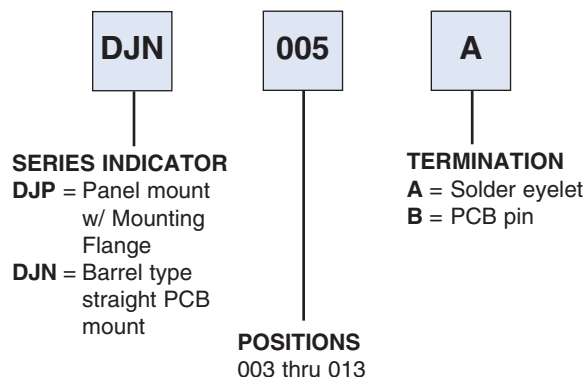 DJN
005
A
SERIES INDICATOR
DJP = Panel mount
w/ Mounting
Flange
DJN = Barrel type
straight PCB
mount
POSITIONS
003 thru 013
TERMINATION
A = Solder eyelet
B = PCB pin